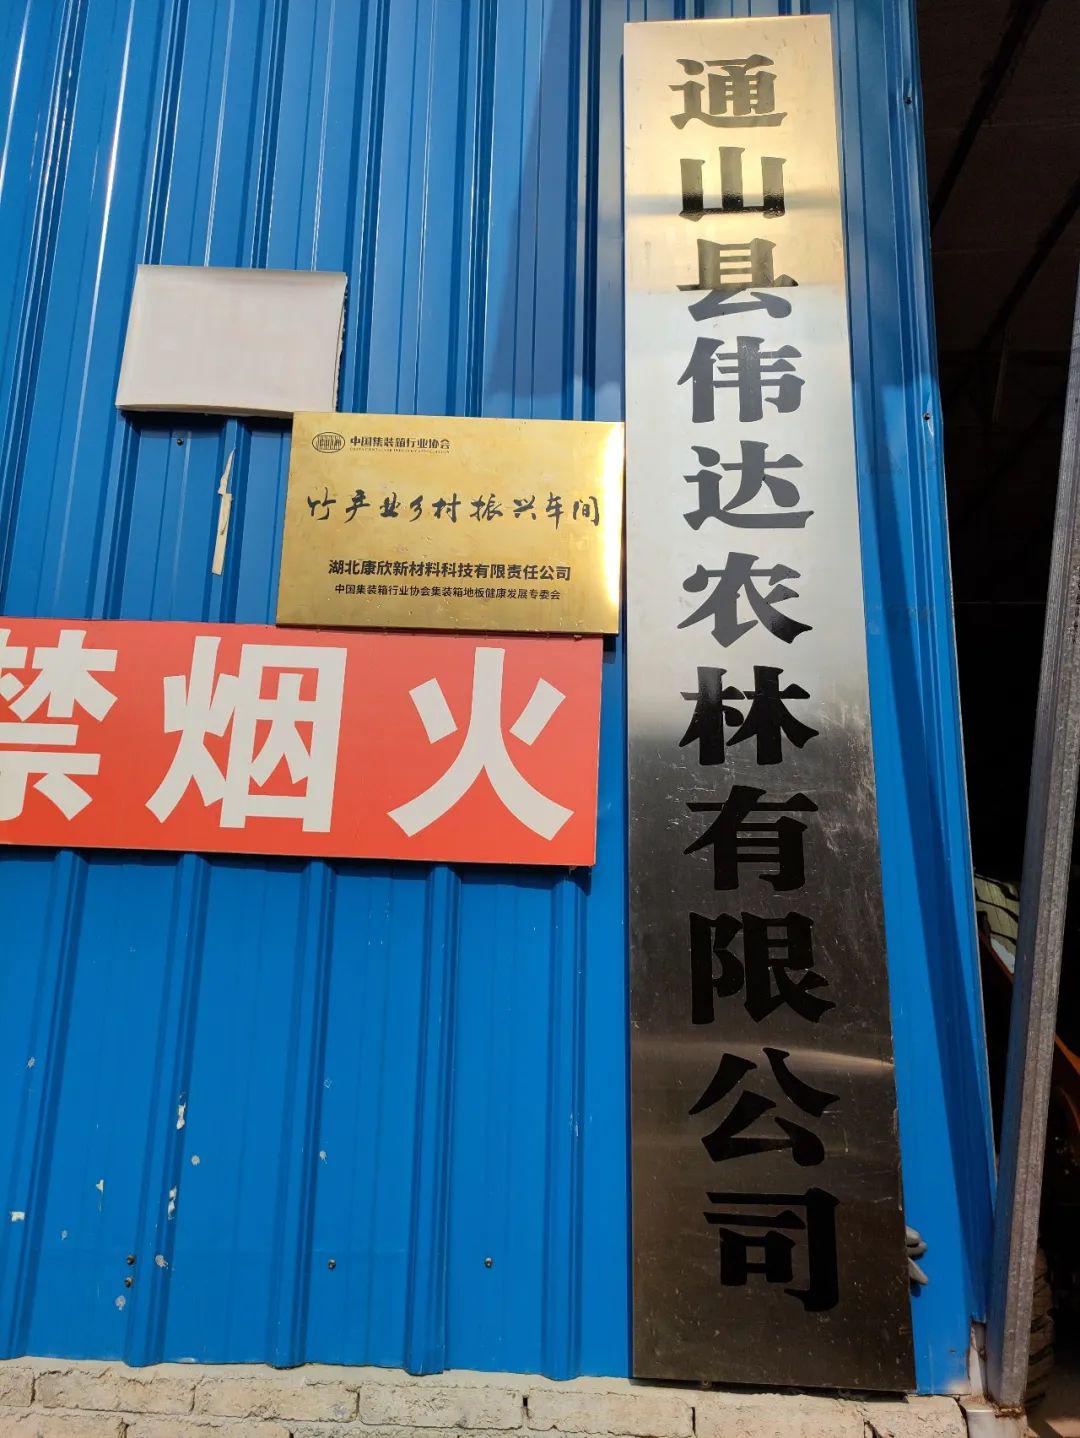 通山县伟达农林有限公司
中国集装箱行业协会
竹产业乡村振兴车间
湖北康欣新材料科技有限责任公司
中国集装箱行业协会集装箱地板健康发展专委会
禁烟火